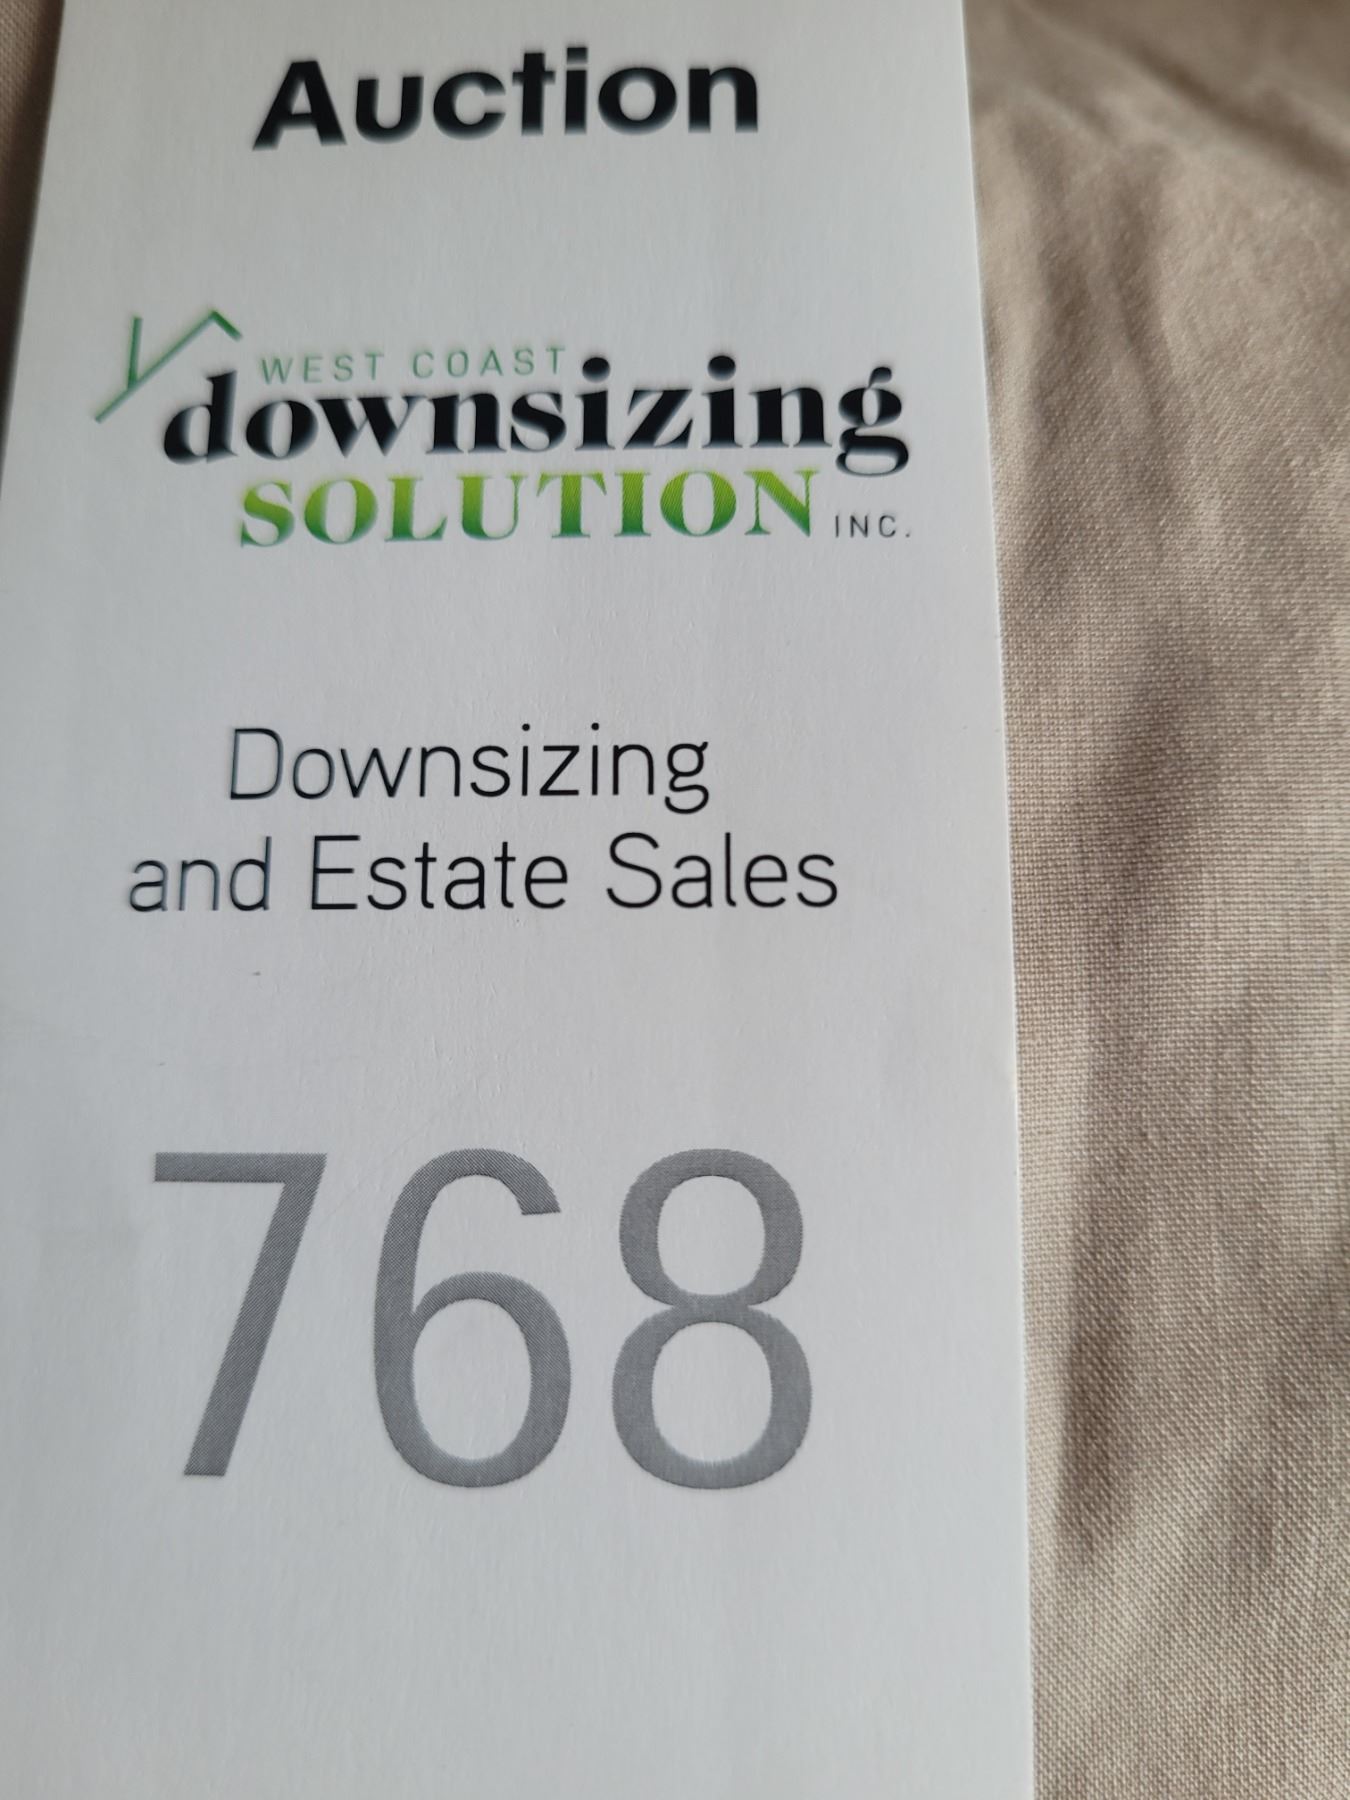 Auction
WEST COAST
downsizing
SOLUTION INC.
Downsizing
and Estate Sales
768